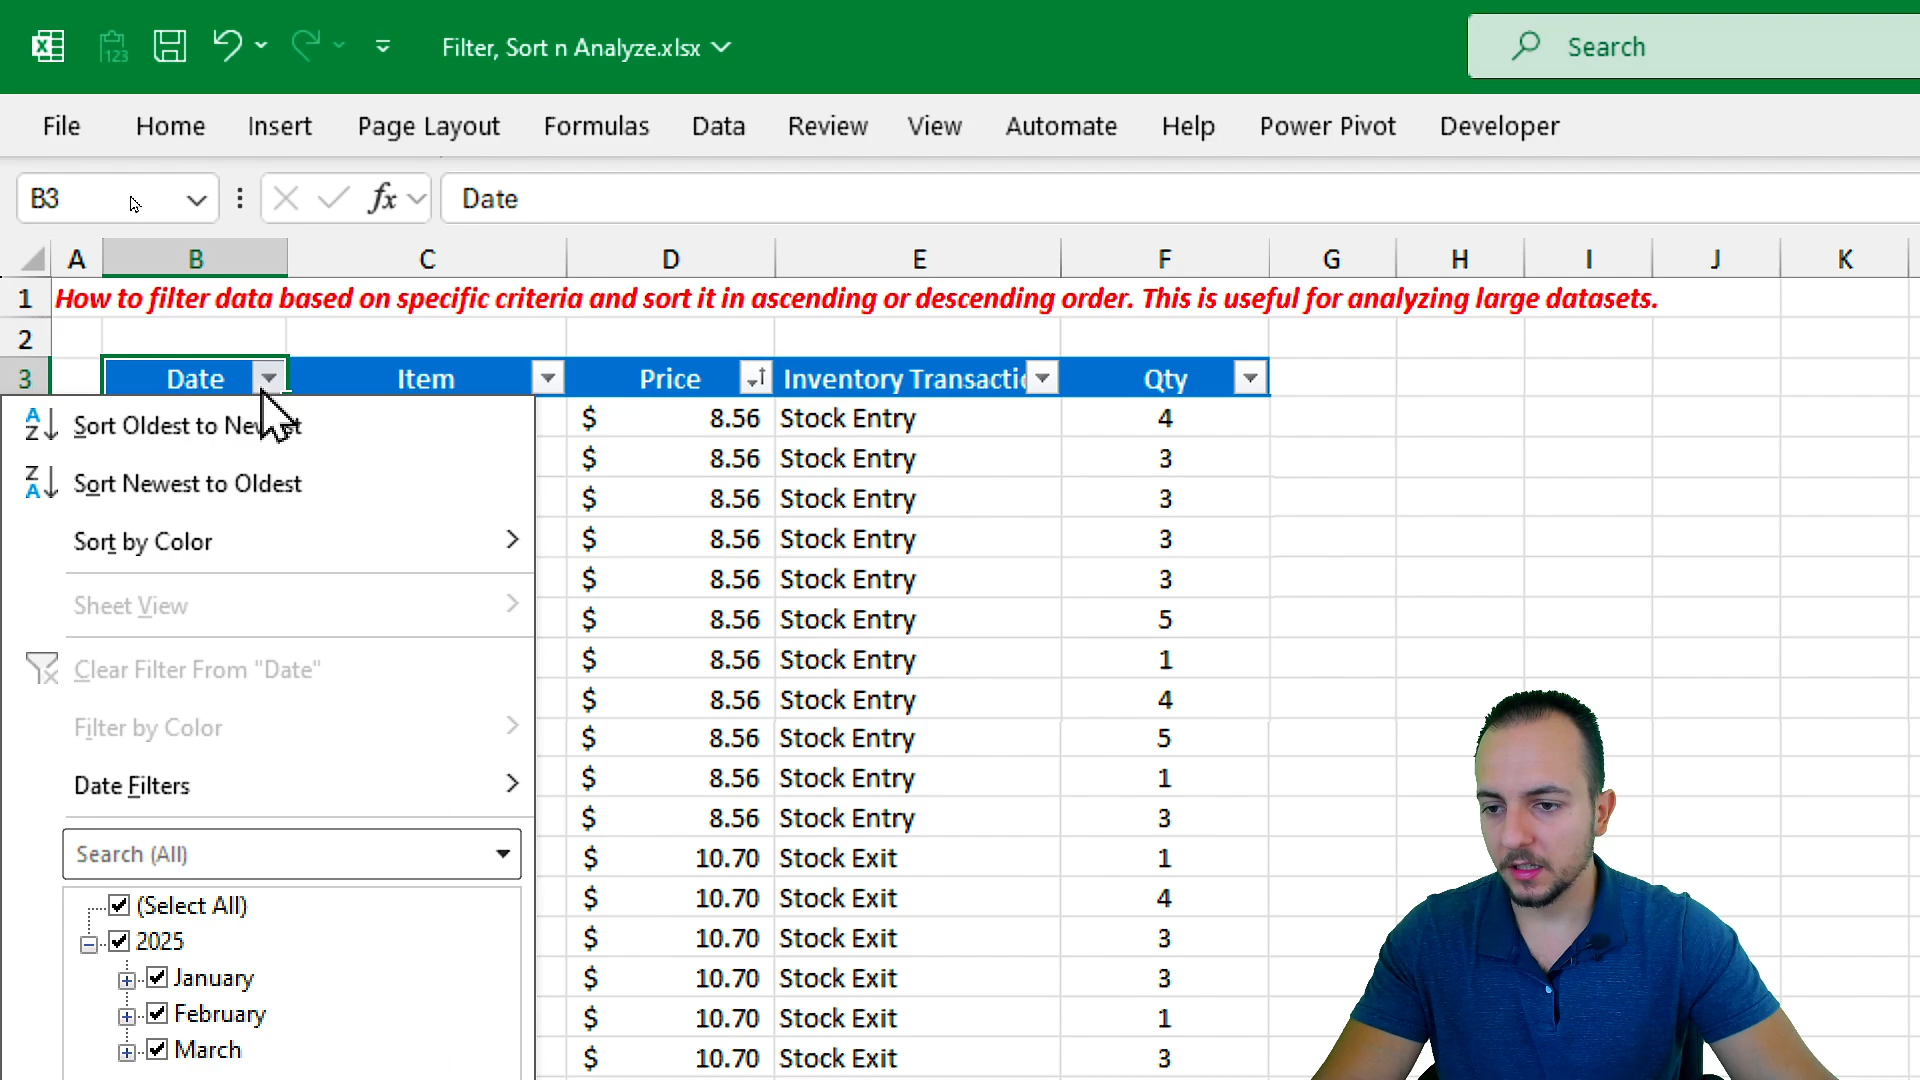 Filter, Sort n Analyze.xlsx
Search
File Home Insert Page Layout Formulas Data Review View Automate Help Power Pivot Developer
B3 fx Date
A B C D E F G H I J K
1 How to filter data based on specific criteria and sort it in ascending or descending order. This is useful for analyzing large datasets.
2
3 Date Item Price Inventory Transactio Qty
$ 8.56 Stock Entry 4
$ 8.56 Stock Entry 3
$ 8.56 Stock Entry 3
$ 8.56 Stock Entry 3
$ 8.56 Stock Entry 3
$ 8.56 Stock Entry 5
$ 8.56 Stock Entry 1
$ 8.56 Stock Entry 4
$ 8.56 Stock Entry 5
$ 8.56 Stock Entry 1
$ 8.56 Stock Entry 3
$ 10.70 Stock Exit 1
$ 10.70 Stock Exit 4
$ 10.70 Stock Exit 3
$ 10.70 Stock Exit 3
$ 10.70 Stock Exit 1
$ 10.70 Stock Exit 3
Sort Oldest to Newest
Sort Newest to Oldest
Sort by Color
Sheet View
Clear Filter From "Date"
Filter by Color
Date Filters
Search (All)
(Select All)
2025
January
February
March